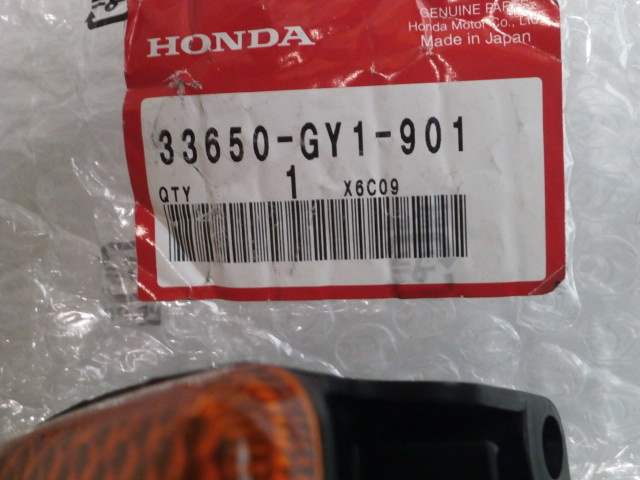 GENUINE PARTS
Honda Motor Co., Ltd.
HONDA
Made in Japan
33650-GY1-901
QTY 1 X6C09